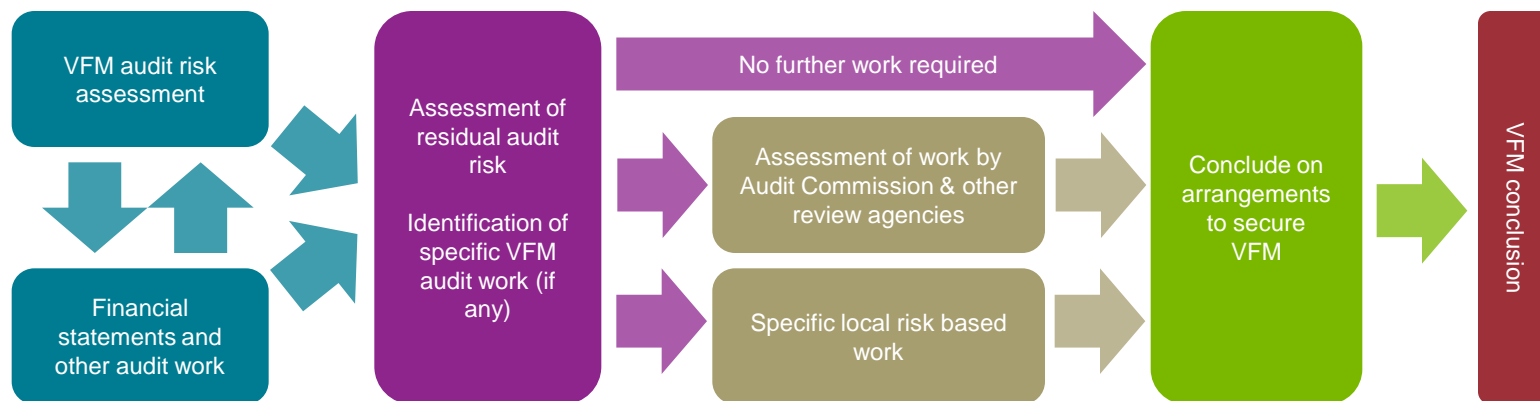 VFM audit risk
assessment
Financial
statements and
other audit work
Assessment of
residual audit
risk
Identification of
specific VFM
audit work (if
any)
No further work required
Assessment of work by
Audit Commission & other
review agencies
Specific local risk based
work
Conclude on
arrangements
to secure
VFM
VFM conclusion